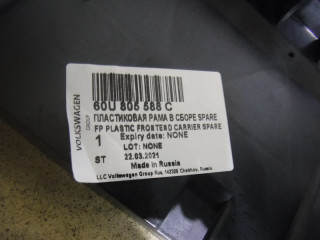 VOLKSWAGEN
GROUP
60U 805 588 C
ПЛАСТИКОВАЯ РАМА В СБОРЕ SPARE
FP PLASTIC FRONTEND CARRIER SPARE
1 Expiry date: NONE
LOT: NONE
ST 22.03.2021
Made in Russia
LLC Volkswagen Group Rus, 142300 Chekhov, Russia